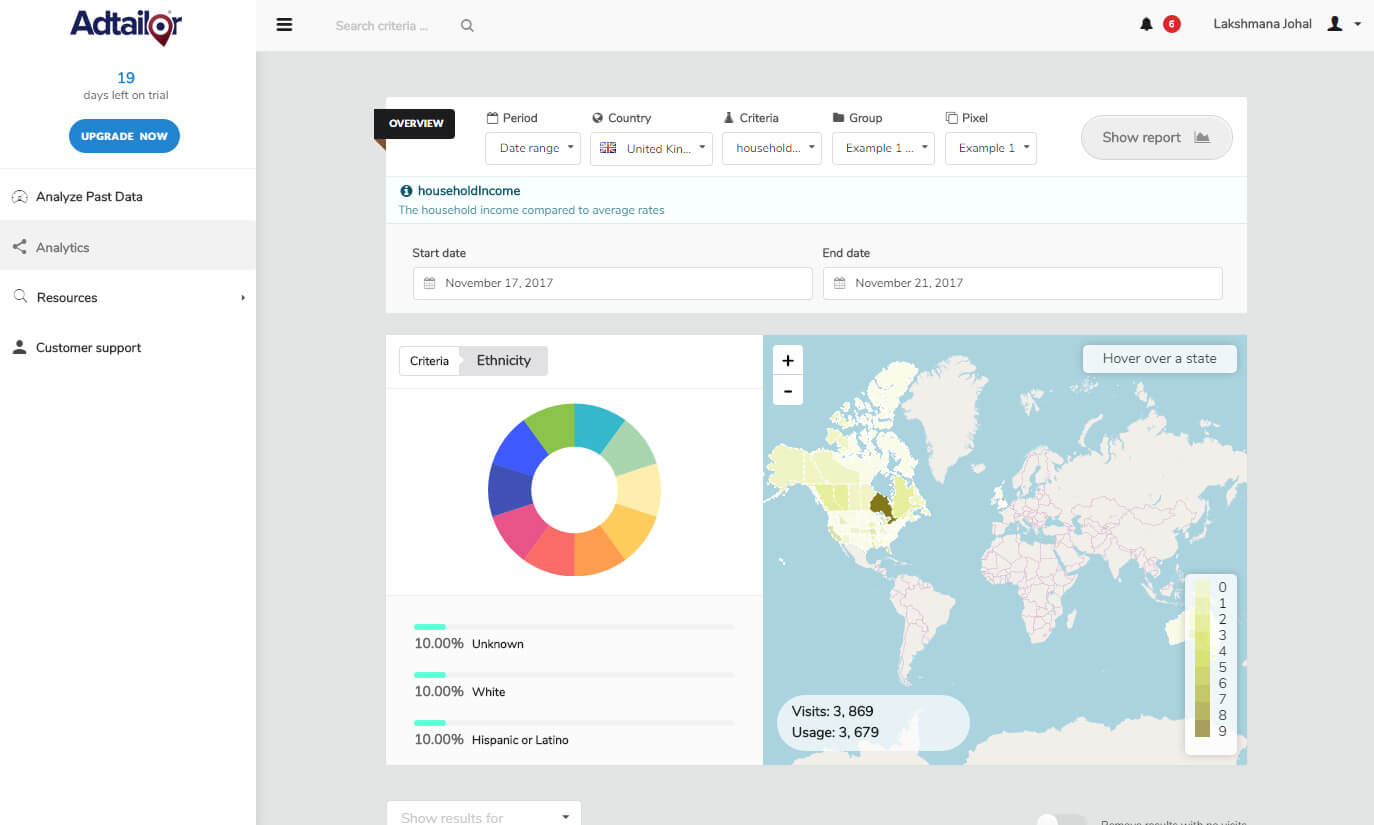 Adtailor
19
days left on trial
UPGRADE NOW
Analyze Past Data
Analytics
Resources
Customer support
Search criteria ...
6
Lakshmana Johal
OVERVIEW
Period
Country
Criteria
Group
Pixel
Date range
United Kin...
household...
Example 1 ...
Example 1
Show report
householdIncome
The household income compared to average rates
Start date
End date
November 17, 2017
November 21, 2017
Criteria
Ethnicity
10.00% Unknown
10.00% White
10.00% Hispanic or Latino
+
-
Hover over a state
Visits: 3, 869
Usage: 3, 679
0
1
2
3
4
5
6
7
8
9
Show results for
Remove results with no visits